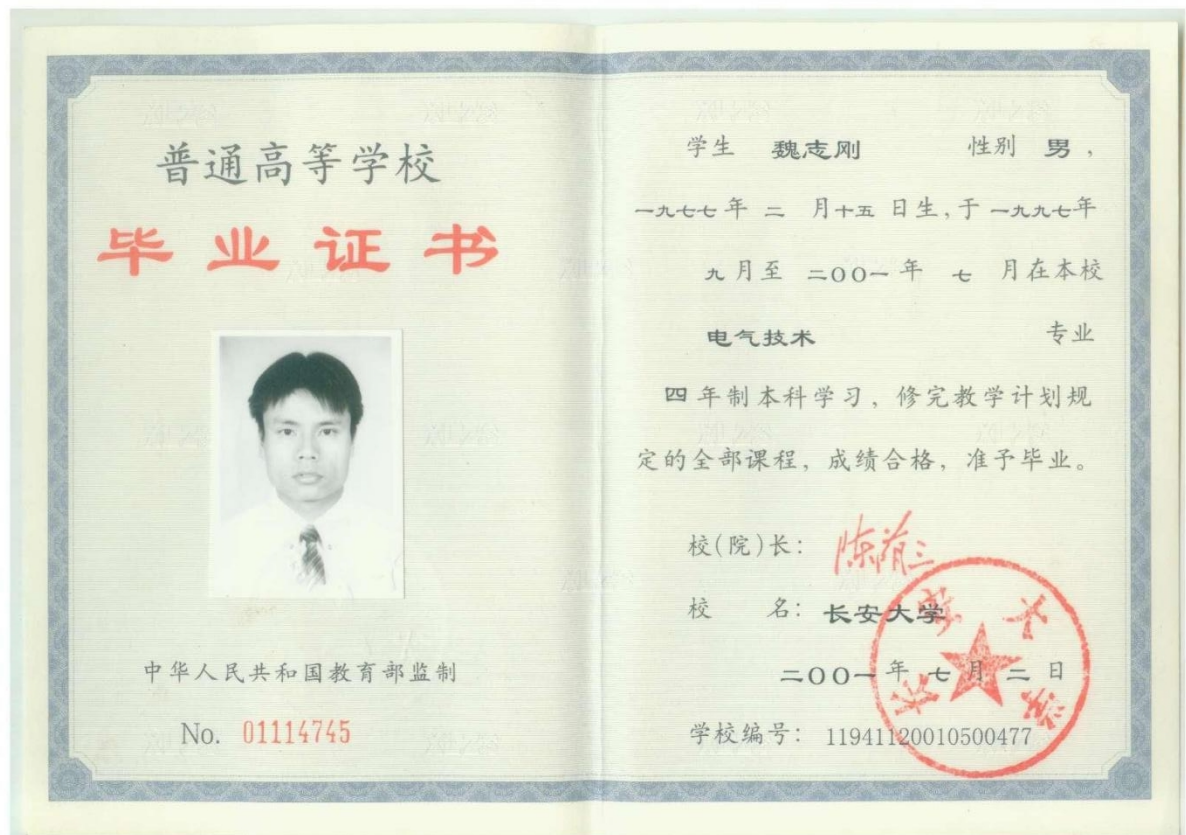 普通高等学校
毕业证书
中华人民共和国教育部监制
No. 01114745
学生 魏志刚 性别 男,
一九七七年 二 月十五 日生,于一九九七年
九月至 二〇〇一年 七 月在本校
电气技术 专业
四年制本科学习,修完教学计划规
定的全部课程,成绩合格,准予毕业。
校(院)长:
校 名:长安大学
二〇〇一年 七 月 二 日
学校编号: 11941120010500477
长安大学